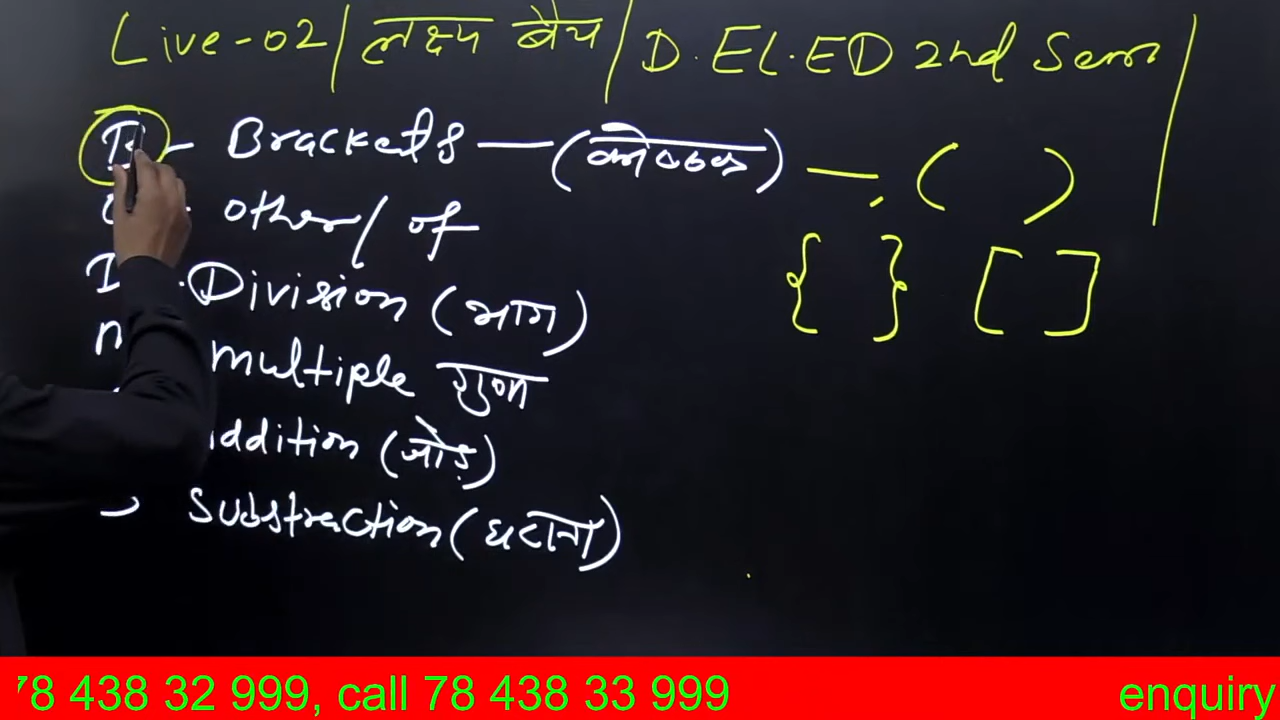 Live-02 | लक्ष्य बैच | D.EL.ED 2nd Sem |
B - Brackets — (कोष्ठक) — , ( )
{ } [ ]
other / of
Division (भाग)
multiple गुणा
addition (जोड़)
Substraction (घटाना)
78 438 32 999, call 78 438 33 999 enquiry